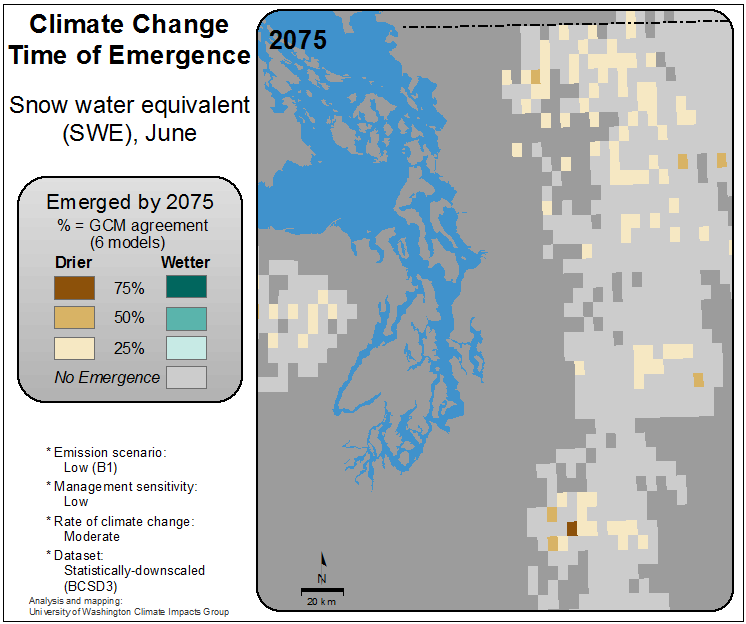 Climate Change
Time of Emergence
Snow water equivalent
(SWE), June
Emerged by 2075
% = GCM agreement
(6 models)
Drier Wetter
75%
50%
25%
No Emergence
* Emission scenario:
Low (B1)
* Management sensitivity:
Low
* Rate of climate change:
Moderate
* Dataset:
Statistically-downscaled
(BCSD3)
Analysis and mapping:
University of Washington Climate Impacts Group
2075
N
20 km